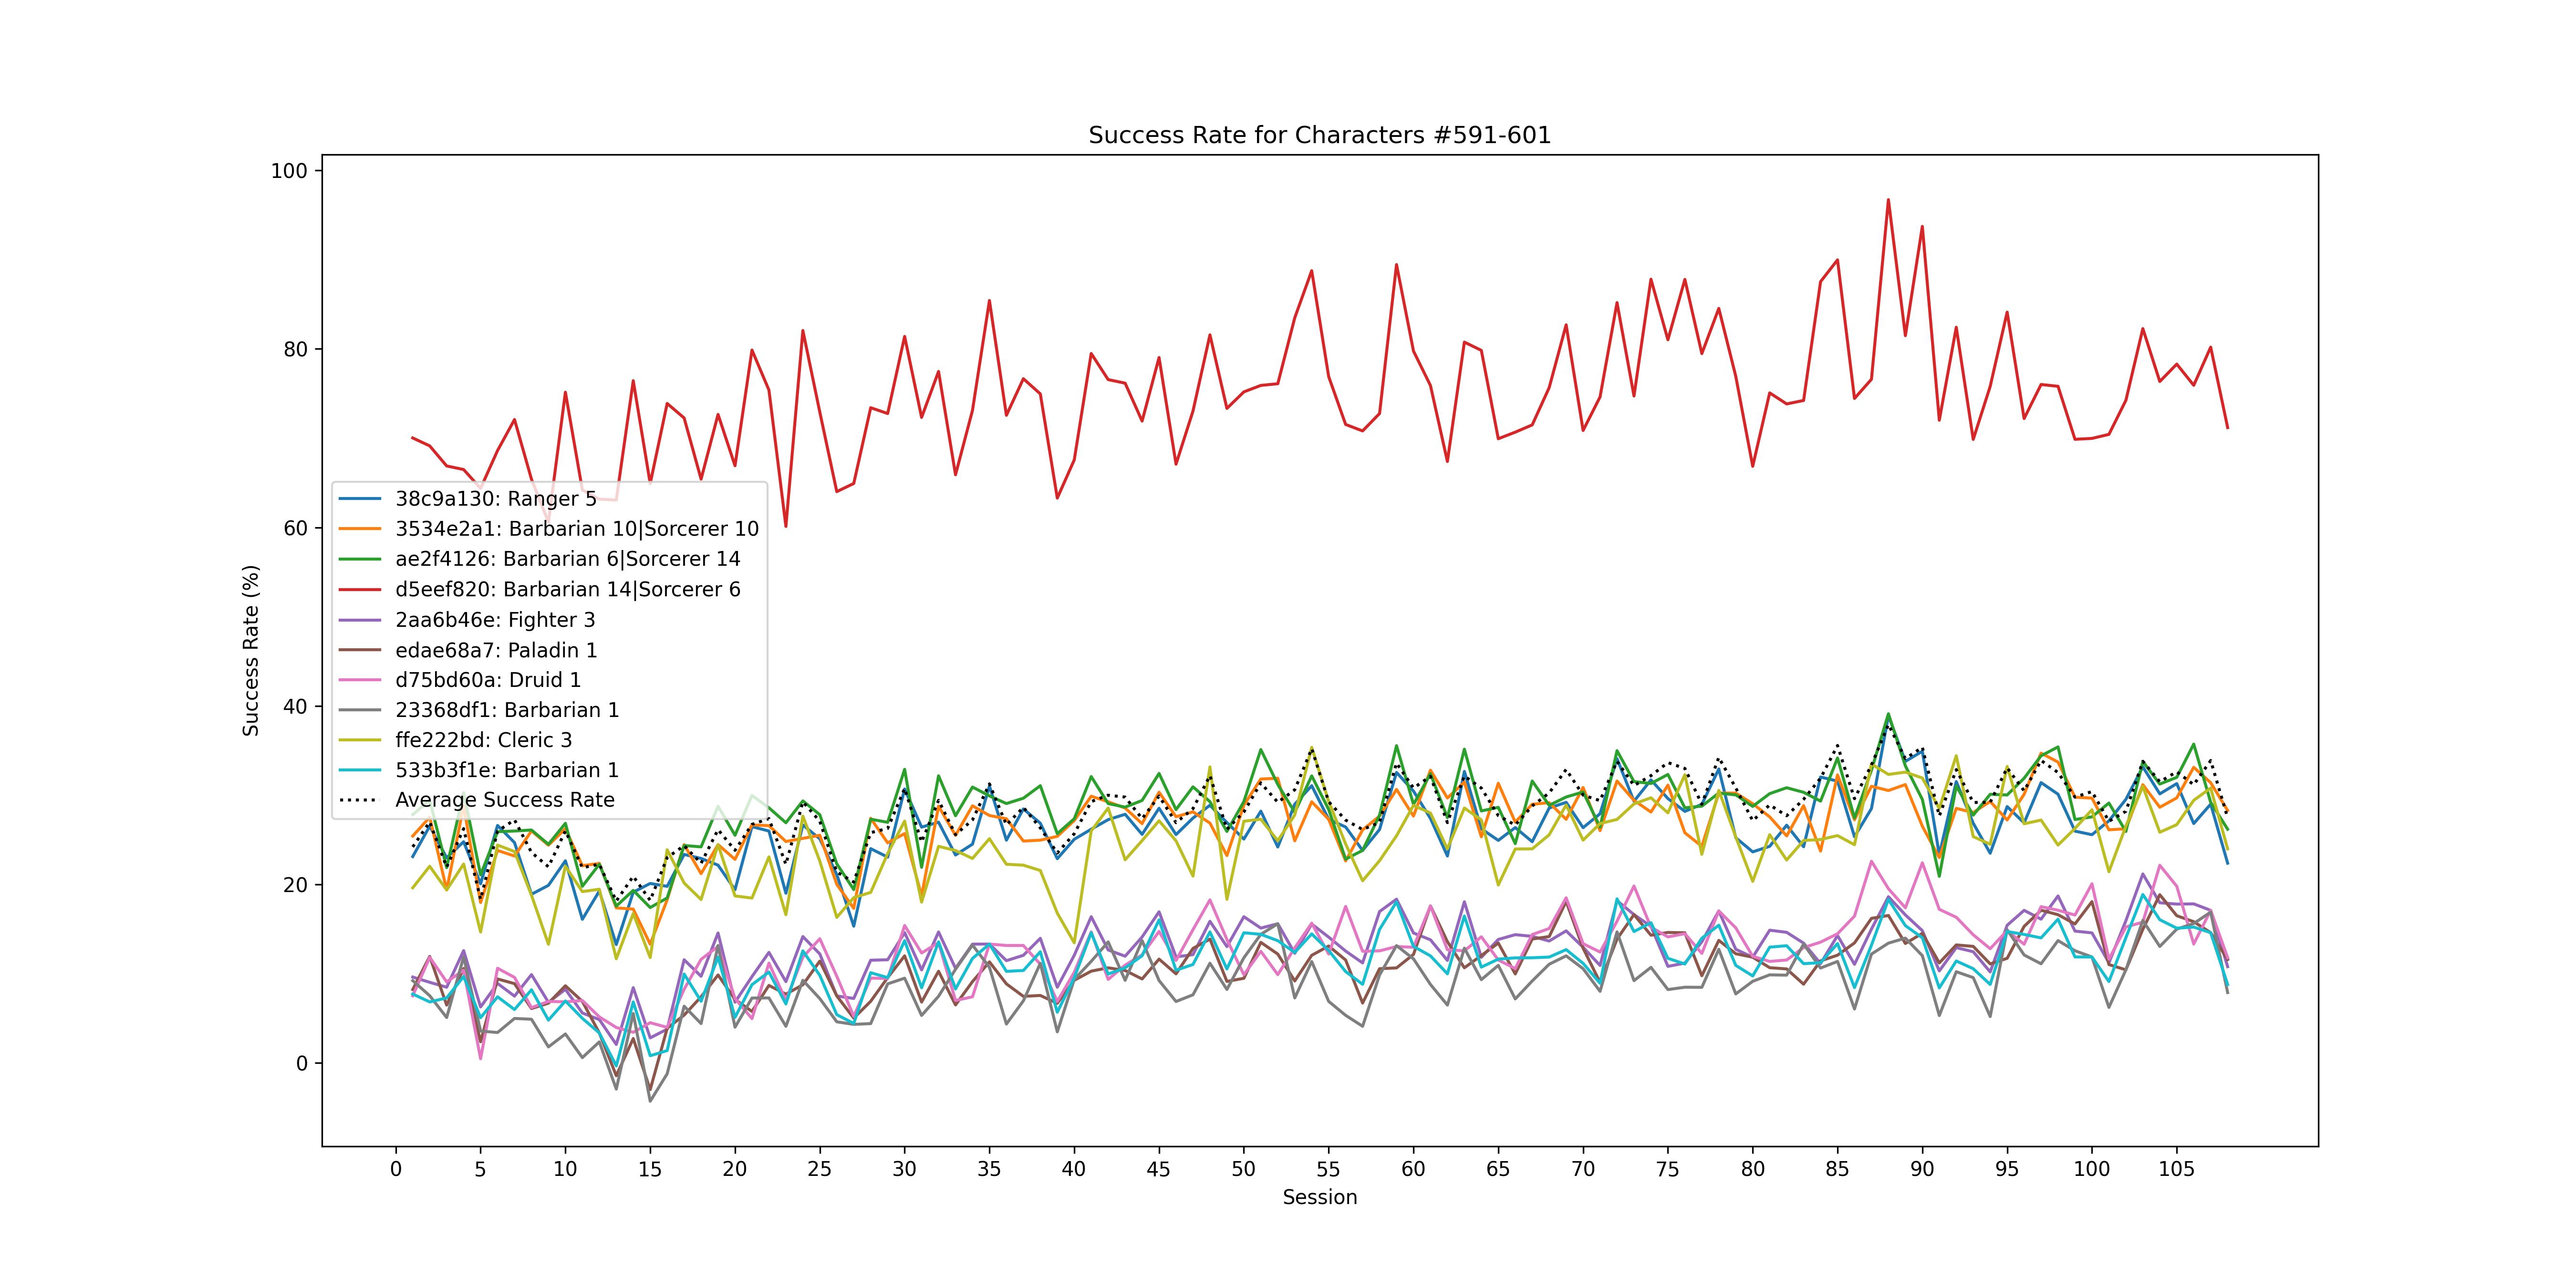 Success Rate for Characters #591-601
100
80
60
40
20
0
Success Rate (%)
38c9a130: Ranger 5
3534e2a1: Barbarian 10|Sorcerer 10
ae2f4126: Barbarian 6|Sorcerer 14
d5eef820: Barbarian 14|Sorcerer 6
2aa6b46e: Fighter 3
edae68a7: Paladin 1
d75bd60a: Druid 1
23368df1: Barbarian 1
ffe222bd: Cleric 3
533b3f1e: Barbarian 1
Average Success Rate
0 5 10 15 20 25 30 35 40 45 50 55 60 65 70 75 80 85 90 95 100 105
Session